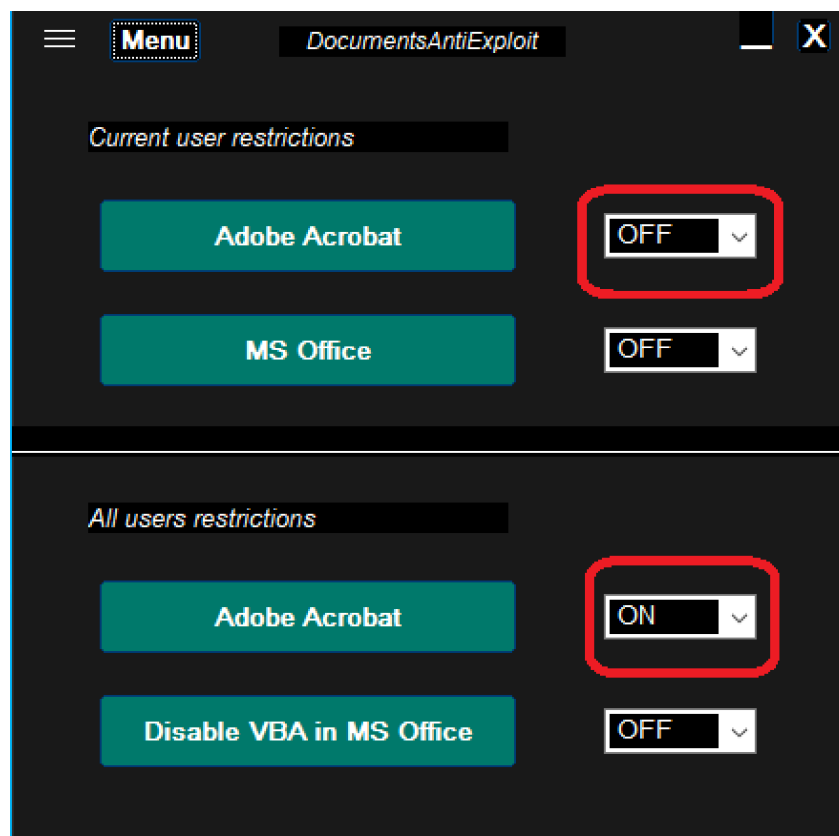 Menu DocumentsAntiExploit X
Current user restrictions
Adobe Acrobat OFF
MS Office OFF
All users restrictions
Adobe Acrobat ON
Disable VBA in MS Office OFF